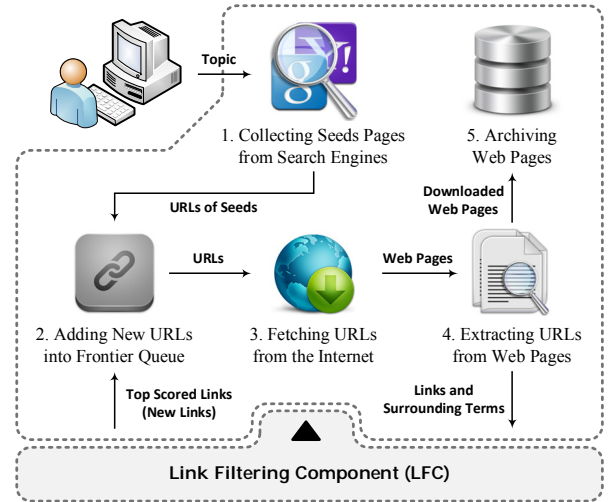 Topic
1. Collecting Seeds Pages
from Search Engines
5. Archiving
Web Pages
URLs of Seeds
Downloaded
Web Pages
URLs
Web Pages
2. Adding New URLs
into Frontier Queue
3. Fetching URLs
from the Internet
4. Extracting URLs
from Web Pages
Top Scored Links
(New Links)
Links and
Surrounding Terms
Link Filtering Component (LFC)